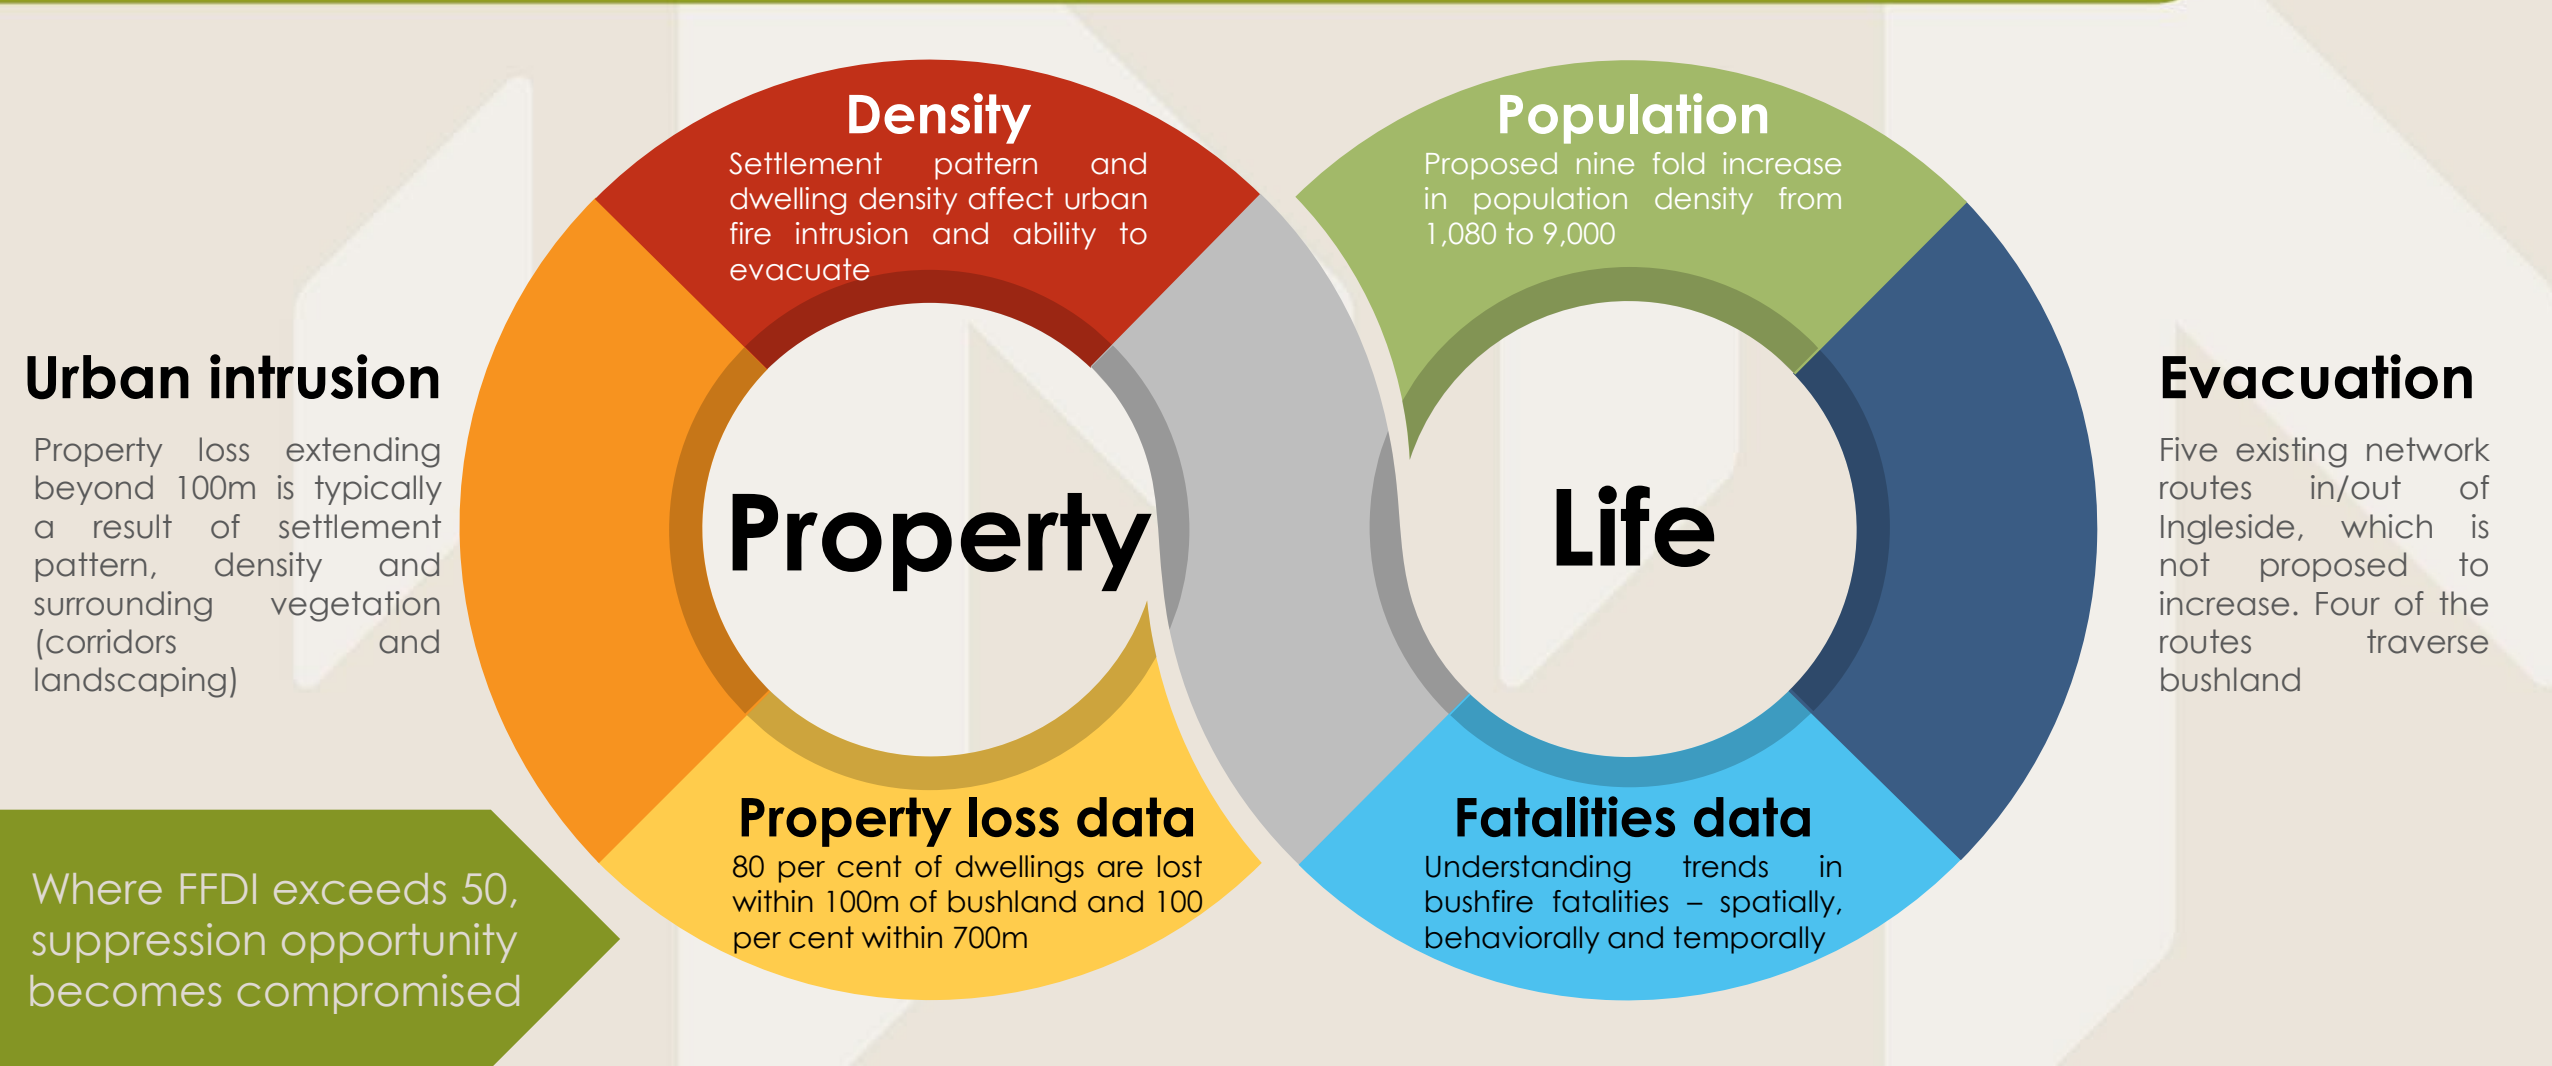 Density
Settlement pattern and
dwelling density affect urban
fire intrusion and ability to
evacuate
Population
Proposed nine fold increase
in population density from
1,080 to 9,000
Urban intrusion
Property loss extending
beyond 100m is typically
a result of settlement
pattern, density and
surrounding vegetation
(corridors and
landscaping)
Property
Life
Evacuation
Five existing network
routes in/out of
Ingleside, which is
not proposed to
increase. Four of the
routes traverse
bushland
Property loss data
80 per cent of dwellings are lost
within 100m of bushland and 100
per cent within 700m
Fatalities data
Understanding trends in
bushfire fatalities – spatially,
behaviorally and temporally
Where FFDI exceeds 50,
suppression opportunity
becomes compromised